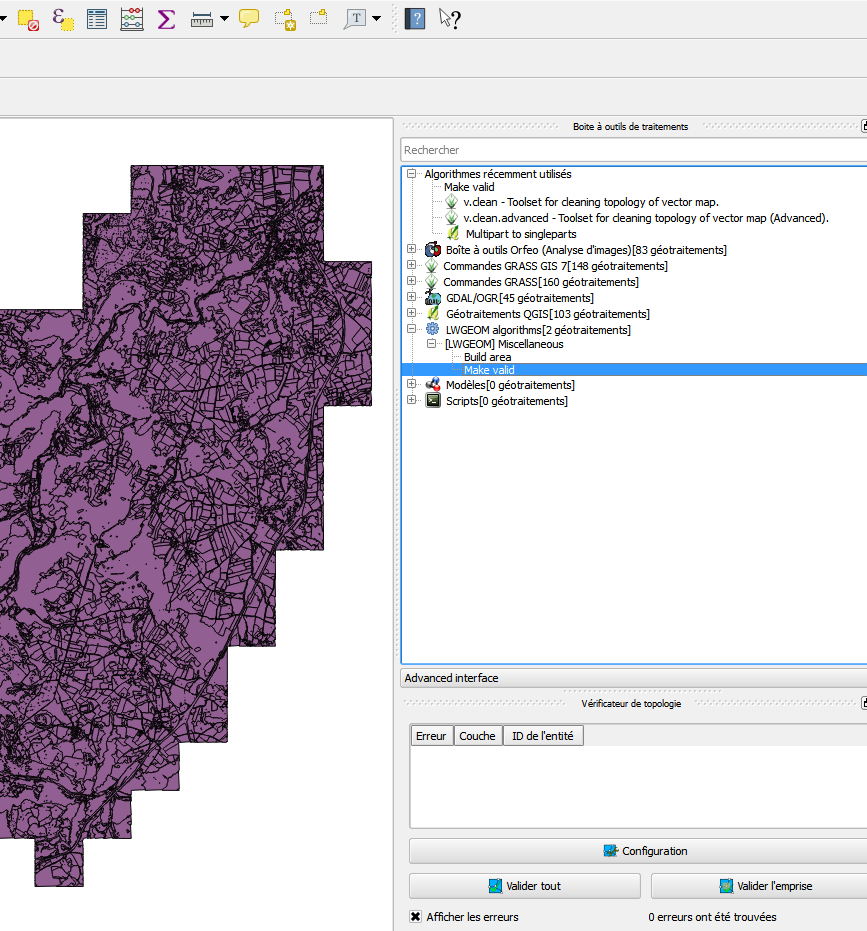 Boite à outils de traitements
Rechercher
Algorithmes récemment utilisés
Make valid
v.clean - Toolset for cleaning topology of vector map.
v.clean.advanced - Toolset for cleaning topology of vector map (Advanced).
Multipart to singleparts
Boîte à outils Orfeo (Analyse d'images)[83 géotraitements]
Commandes GRASS GIS 7[148 géotraitements]
Commandes GRASS[160 géotraitements]
GDAL/OGR[45 géotraitements]
Géotraitements QGIS[103 géotraitements]
LWGEOM algorithms[2 géotraitements]
[LWGEOM] Miscellaneous
Build area
Make valid
Modèles[0 géotraitements]
Scripts[0 géotraitements]
Advanced interface
Vérificateur de topologie
Erreur Couche ID de l'entité
Configuration
Valider tout Valider l'emprise
Afficher les erreurs 0 erreurs ont été trouvées